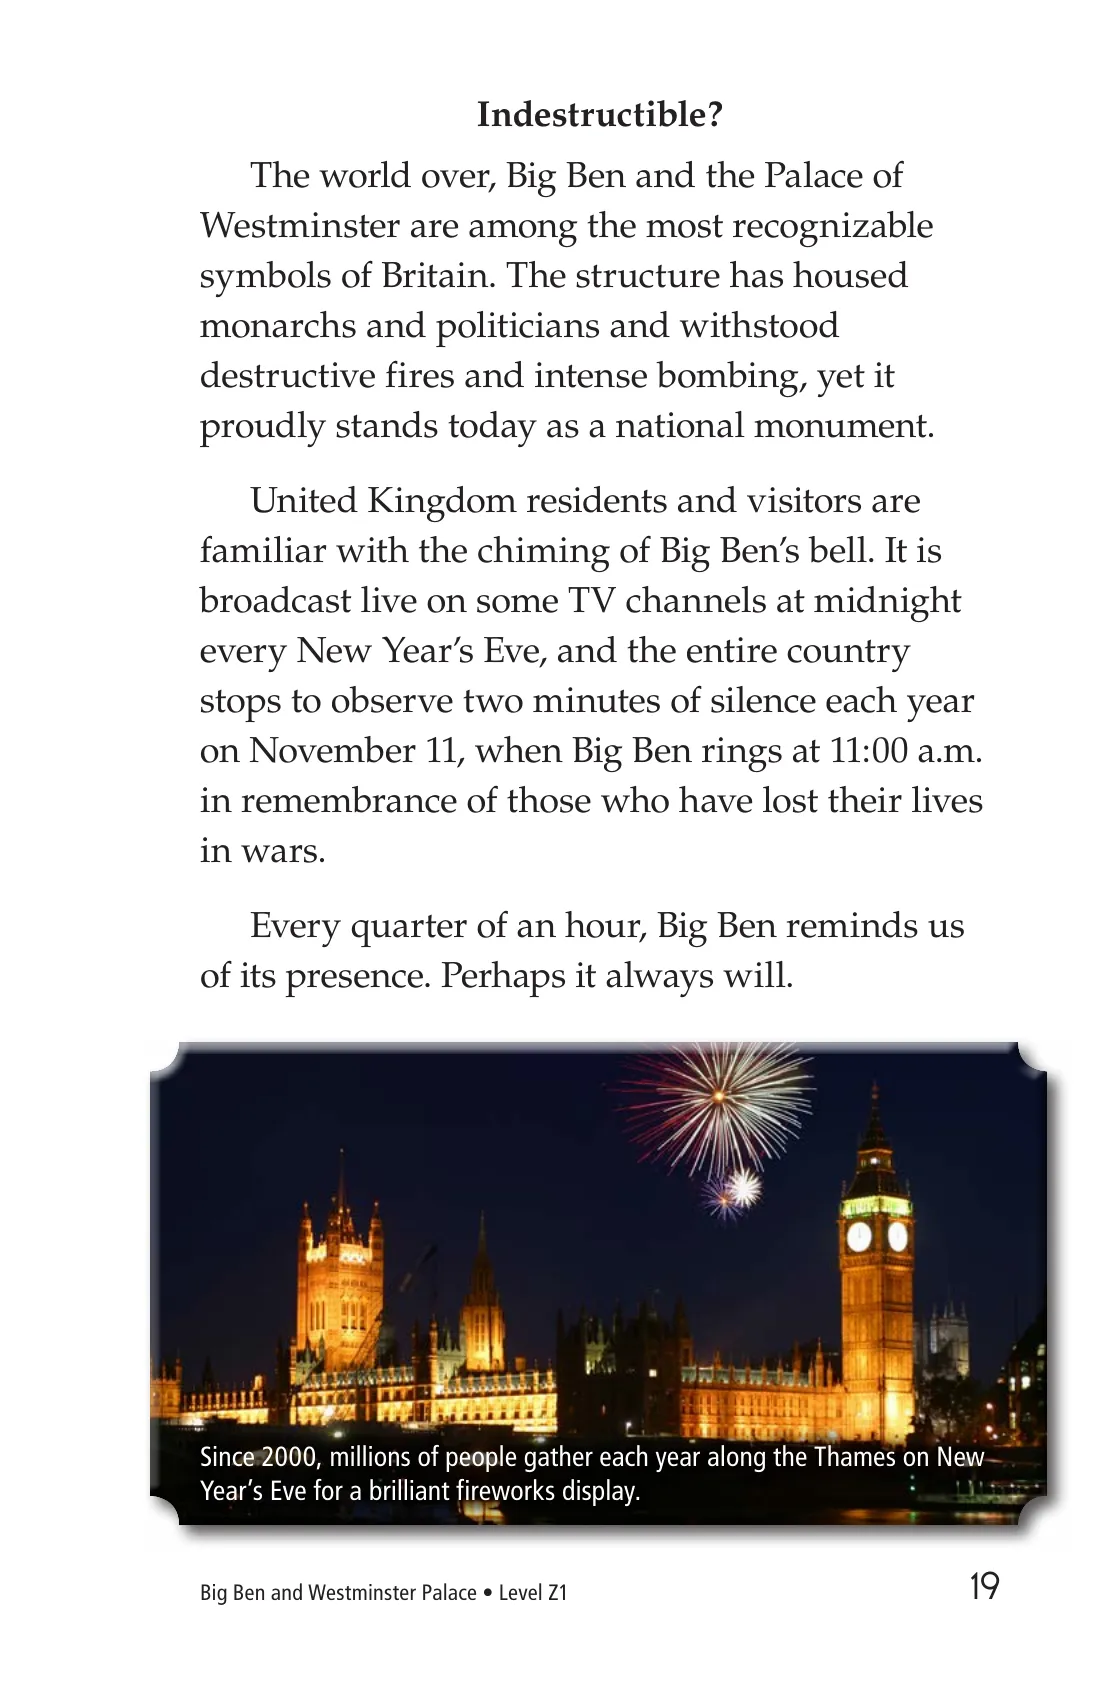 Indestructible?
The world over, Big Ben and the Palace of
Westminster are among the most recognizable
symbols of Britain. The structure has housed
monarchs and politicians and withstood
destructive fires and intense bombing, yet it
proudly stands today as a national monument.
United Kingdom residents and visitors are
familiar with the chiming of Big Ben’s bell. It is
broadcast live on some TV channels at midnight
every New Year’s Eve, and the entire country
stops to observe two minutes of silence each year
on November 11, when Big Ben rings at 11:00 a.m.
in remembrance of those who have lost their lives
in wars.
Every quarter of an hour, Big Ben reminds us
of its presence. Perhaps it always will.
Since 2000, millions of people gather each year along the Thames on New
Year’s Eve for a brilliant fireworks display.
Big Ben and Westminster Palace • Level Z1
19